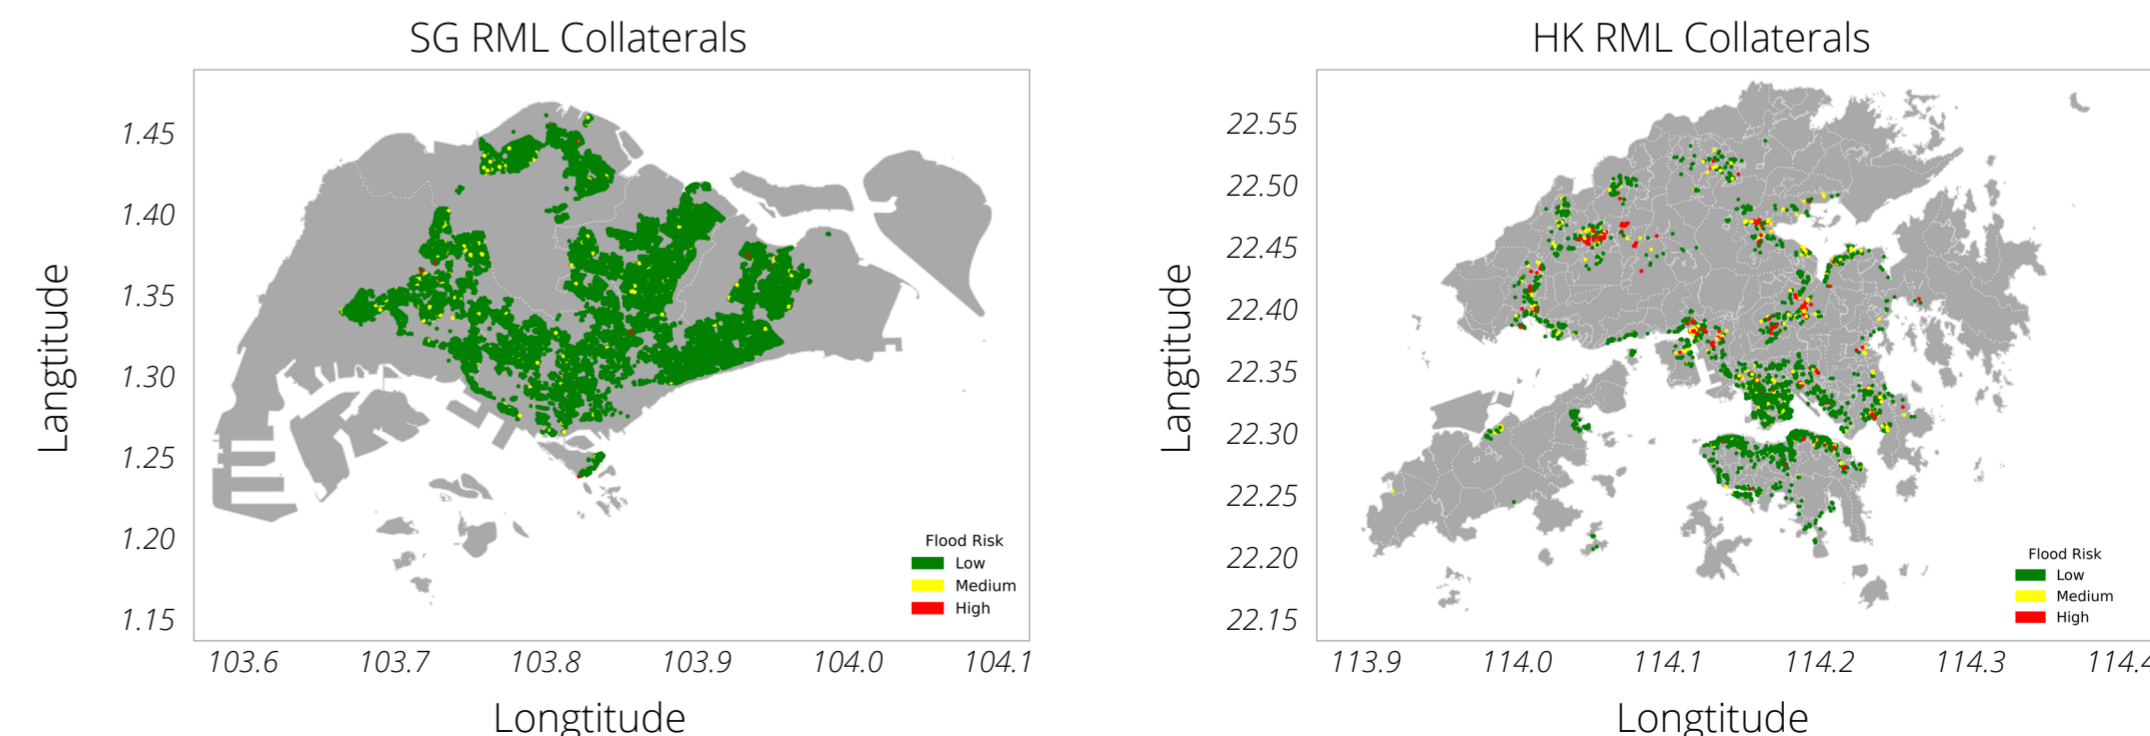 SG RML Collaterals
Langtitude
1.45
1.40
1.35
1.30
1.25
1.20
1.15
Flood Risk
Low
Medium
High
103.6 103.7 103.8 103.9 104.0 104.1
Longtitude
HK RML Collaterals
Langtitude
22.55
22.50
22.45
22.40
22.35
22.30
22.25
22.20
22.15
Flood Risk
Low
Medium
High
113.9 114.0 114.1 114.2 114.3 114.4
Longtitude